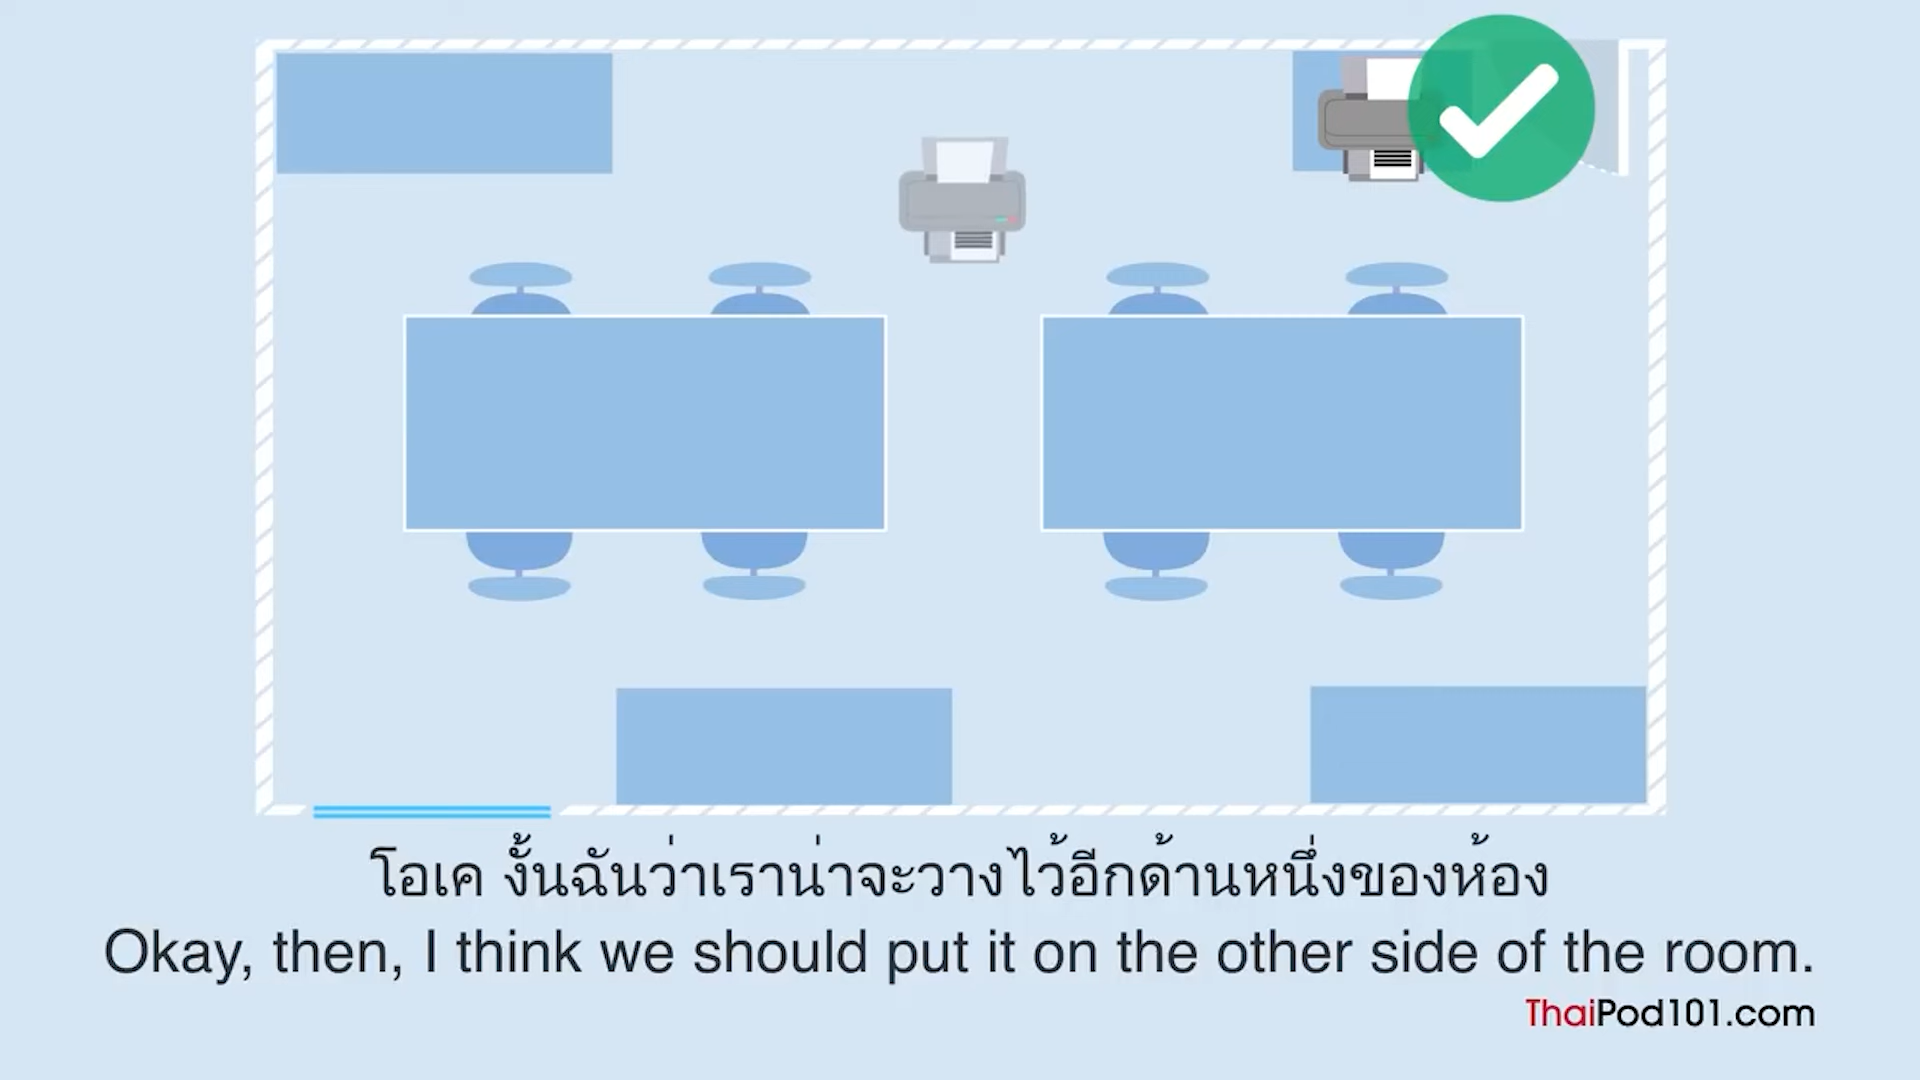 โอเค งั้นฉันว่าเราน่าจะวางไว้อีกด้านหนึ่งของห้อง
Okay, then, I think we should put it on the other side of the room.
ThaiPod101.com